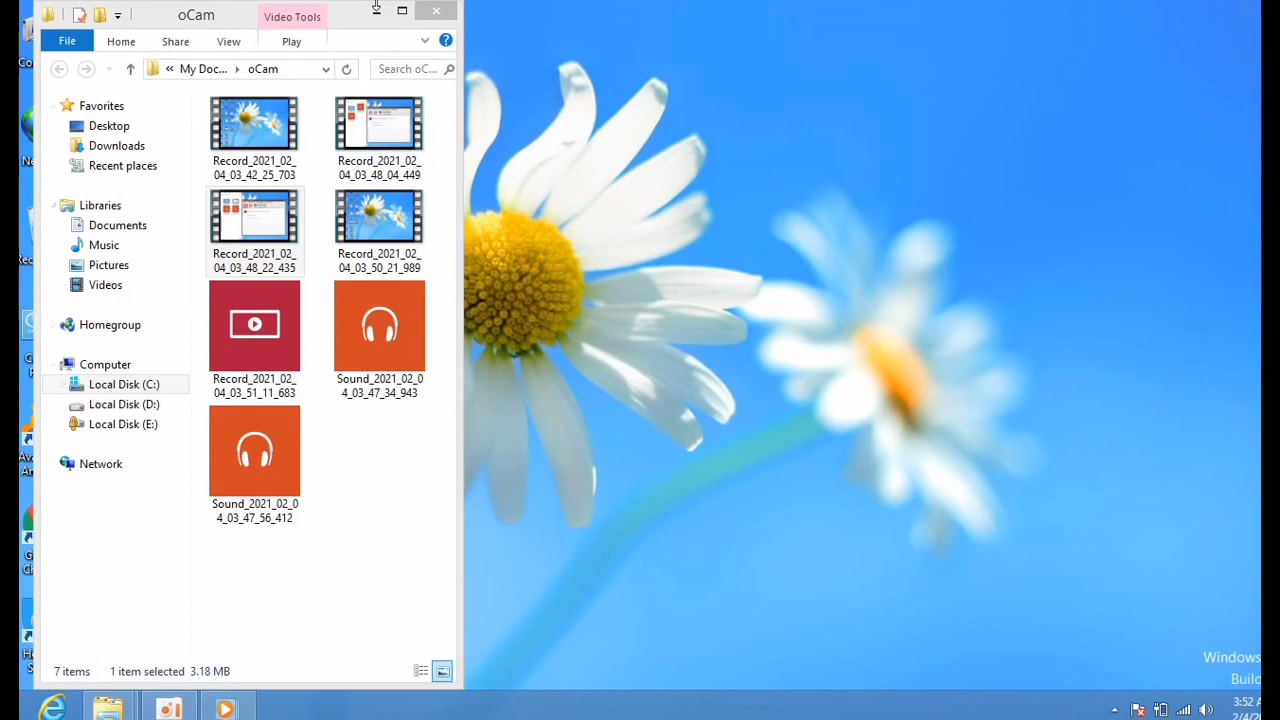 oCam
Video Tools
File
Home
Share
View
Play
« My Doc...
oCam
Search oC...
Favorites
Desktop
Downloads
Recent places
Libraries
Documents
Music
Pictures
Videos
Homegroup
Computer
Local Disk (C:)
Local Disk (D:)
Local Disk (E:)
Network
Record_2021_02_
04_03_42_25_703
Record_2021_02_
04_03_48_04_449
Record_2021_02_
04_03_48_22_435
Record_2021_02_
04_03_50_21_989
Record_2021_02_
04_03_51_11_683
Sound_2021_02_0
4_03_47_34_943
Sound_2021_02_0
4_03_47_56_412
7 items
1 item selected 3.18 MB
Windows
Build
3:52 A
2/4/2